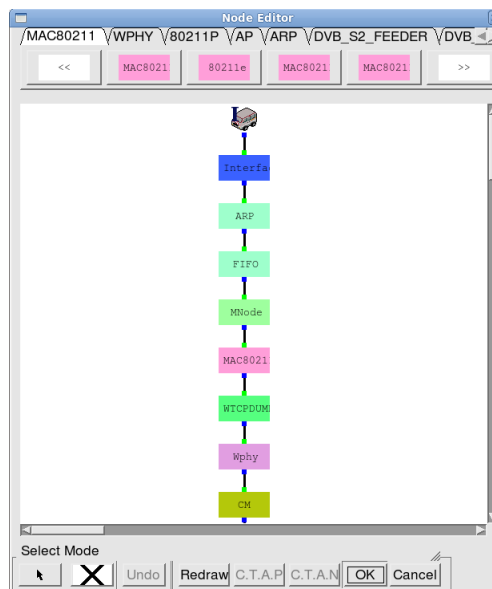 Node Editor
MAC80211 WPHY 80211P AP ARP DVB_S2_FEEDER DVB_
<< MAC8021 80211e MAC8021 MAC8021 >>
Interfa
ARP
FIFO
MNode
MAC8021
WTCPDUM
Wphy
CM
Select Mode
Undo Redraw C.T.A.P C.T.A.N OK Cancel